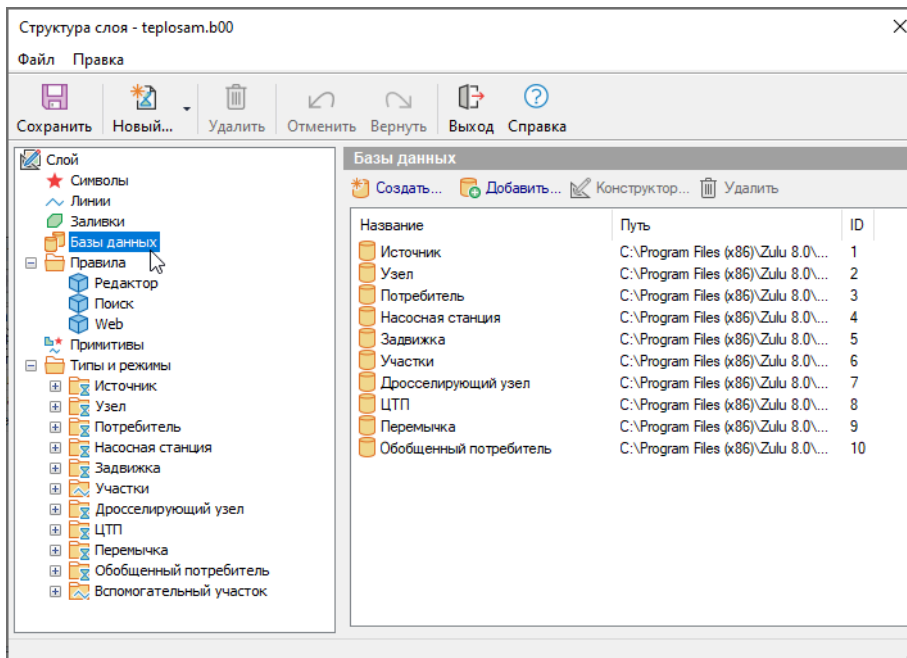 Структура слоя - teplosam.b00
Файл Правка
Сохранить Новый... Удалить Отменить Вернуть Выход Справка
Слой
Символы
Линии
Заливки
Базы данных
Правила
Редактор
Поиск
Web
Примитивы
Типы и режимы
Источник
Узел
Потребитель
Насосная станция
Задвижка
Участки
Дросселирующий узел
ЦТП
Перемычка
Обобщенный потребитель
Вспомогательный участок
Базы данных
Создать... Добавить... Конструктор... Удалить
Название Путь ID
Источник C:\Program Files (x86)\Zulu 8.0\... 1
Узел C:\Program Files (x86)\Zulu 8.0\... 2
Потребитель C:\Program Files (x86)\Zulu 8.0\... 3
Насосная станция C:\Program Files (x86)\Zulu 8.0\... 4
Задвижка C:\Program Files (x86)\Zulu 8.0\... 5
Участки C:\Program Files (x86)\Zulu 8.0\... 6
Дросселирующий узел C:\Program Files (x86)\Zulu 8.0\... 7
ЦТП C:\Program Files (x86)\Zulu 8.0\... 8
Перемычка C:\Program Files (x86)\Zulu 8.0\... 9
Обобщенный потребитель C:\Program Files (x86)\Zulu 8.0\... 10